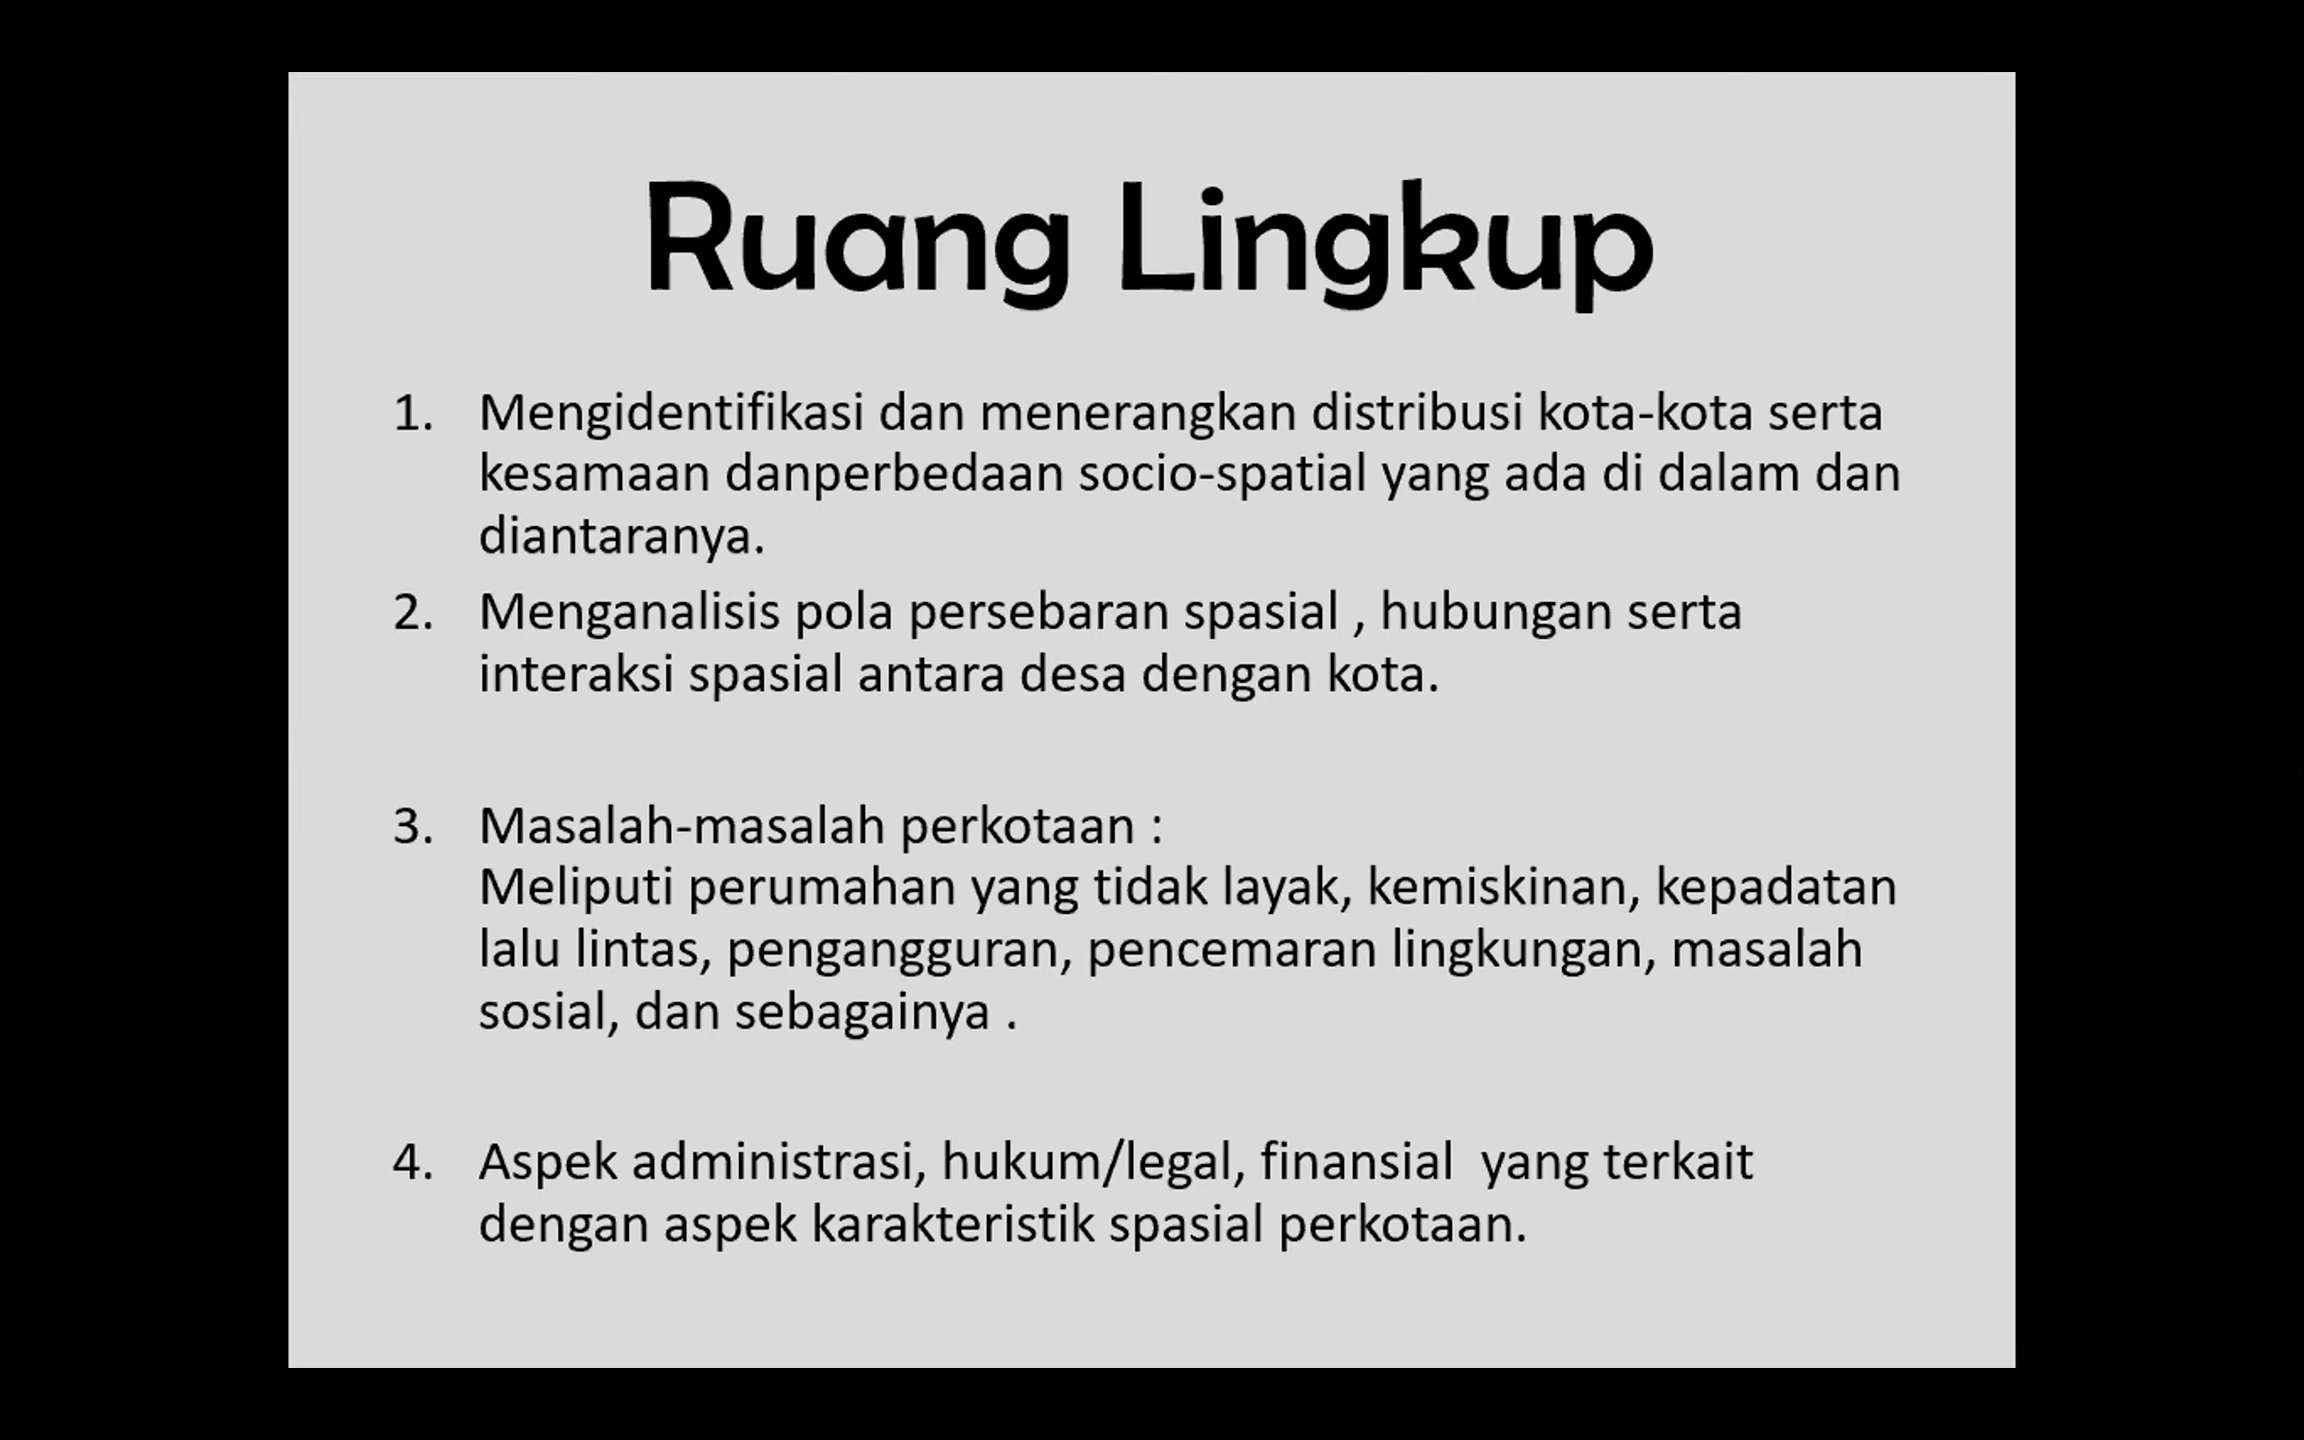 Ruang Lingkup
1. Mengidentifikasi dan menerangkan distribusi kota-kota serta
kesamaan danperbedaan socio-spatial yang ada di dalam dan
diantaranya.
2. Menganalisis pola persebaran spasial , hubungan serta
interaksi spasial antara desa dengan kota.
3. Masalah-masalah perkotaan :
Meliputi perumahan yang tidak layak, kemiskinan, kepadatan
lalu lintas, pengangguran, pencemaran lingkungan, masalah
sosial, dan sebagainya .
4. Aspek administrasi, hukum/legal, finansial  yang terkait
dengan aspek karakteristik spasial perkotaan.